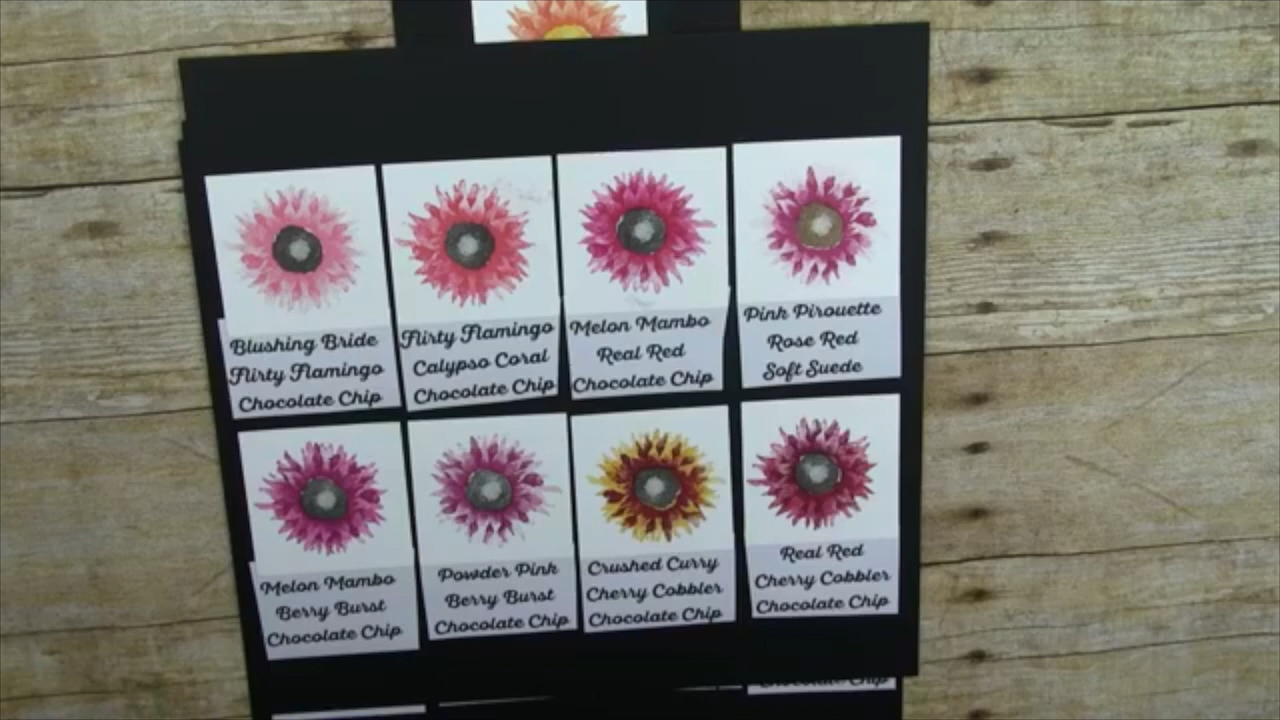 Blushing Bride
Flirty Flamingo
Chocolate Chip
Flirty Flamingo
Calypso Coral
Chocolate Chip
Melon Mambo
Real Red
Chocolate Chip
Pink Pirouette
Rose Red
Soft Suede
Melon Mambo
Berry Burst
Chocolate Chip
Powder Pink
Berry Burst
Chocolate Chip
Crushed Curry
Cherry Cobbler
Chocolate Chip
Real Red
Cherry Cobbler
Chocolate Chip
Chocolate Chip